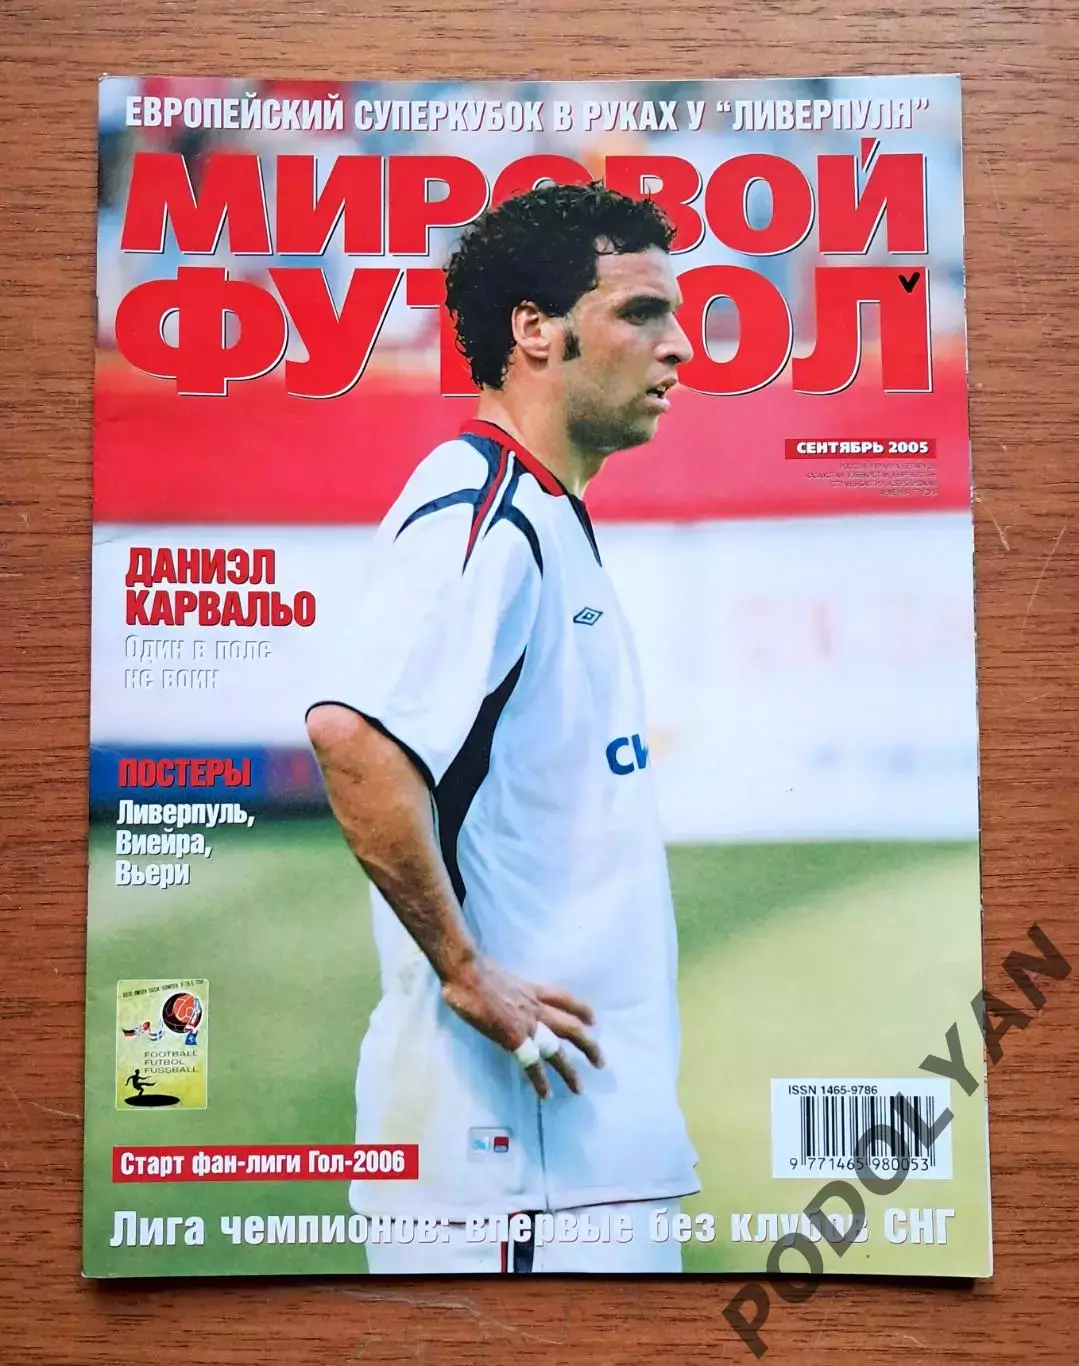 ЕВРОПЕЙСКИЙ СУПЕРКУБОК В РУКАХ У "ЛИВЕРПУЛЯ"
МИРОВОЙ
ФУТБОЛ
СЕНТЯБРЬ 2005
ДАНИЭЛ
КАРВАЛЬО
Один в поле
не воин
СИ
ПОСТЕРЫ
Ливерпуль,
Виейра,
Вьери
FOOTBALL
FUTBOL
FUSSBALL
ISSN 1465-9786
9 771465 980053
Старт фан-лиги Гол-2006
Лига чемпионов: впервые без клубов СНГ
PODOLYAN